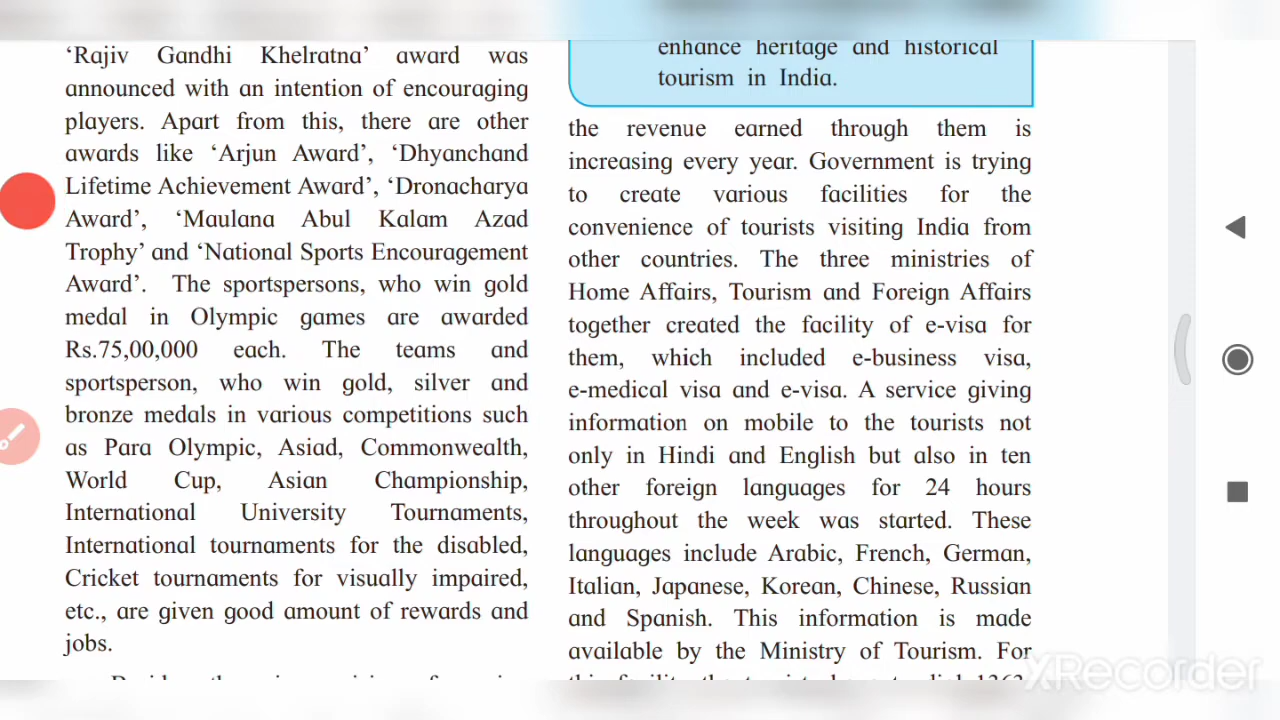 ‘Rajiv Gandhi Khelratna’ award was
announced with an intention of encouraging
players. Apart from this, there are other
awards like ‘Arjun Award’, ‘Dhyanchand
Lifetime Achievement Award’, ‘Dronacharya
Award’, ‘Maulana Abul Kalam Azad
Trophy’ and ‘National Sports Encouragement
Award’. The sportspersons, who win gold
medal in Olympic games are awarded
Rs.75,00,000 each. The teams and
sportsperson, who win gold, silver and
bronze medals in various competitions such
as Para Olympic, Asiad, Commonwealth,
World Cup, Asian Championship,
International University Tournaments,
International tournaments for the disabled,
Cricket tournaments for visually impaired,
etc., are given good amount of rewards and
jobs.
enhance heritage and historical
tourism in India.
the revenue earned through them is
increasing every year. Government is trying
to create various facilities for the
convenience of tourists visiting India from
other countries. The three ministries of
Home Affairs, Tourism and Foreign Affairs
together created the facility of e-visa for
them, which included e-business visa,
e-medical visa and e-visa. A service giving
information on mobile to the tourists not
only in Hindi and English but also in ten
other foreign languages for 24 hours
throughout the week was started. These
languages include Arabic, French, German,
Italian, Japanese, Korean, Chinese, Russian
and Spanish. This information is made
available by the Ministry of Tourism. For
XRecorder